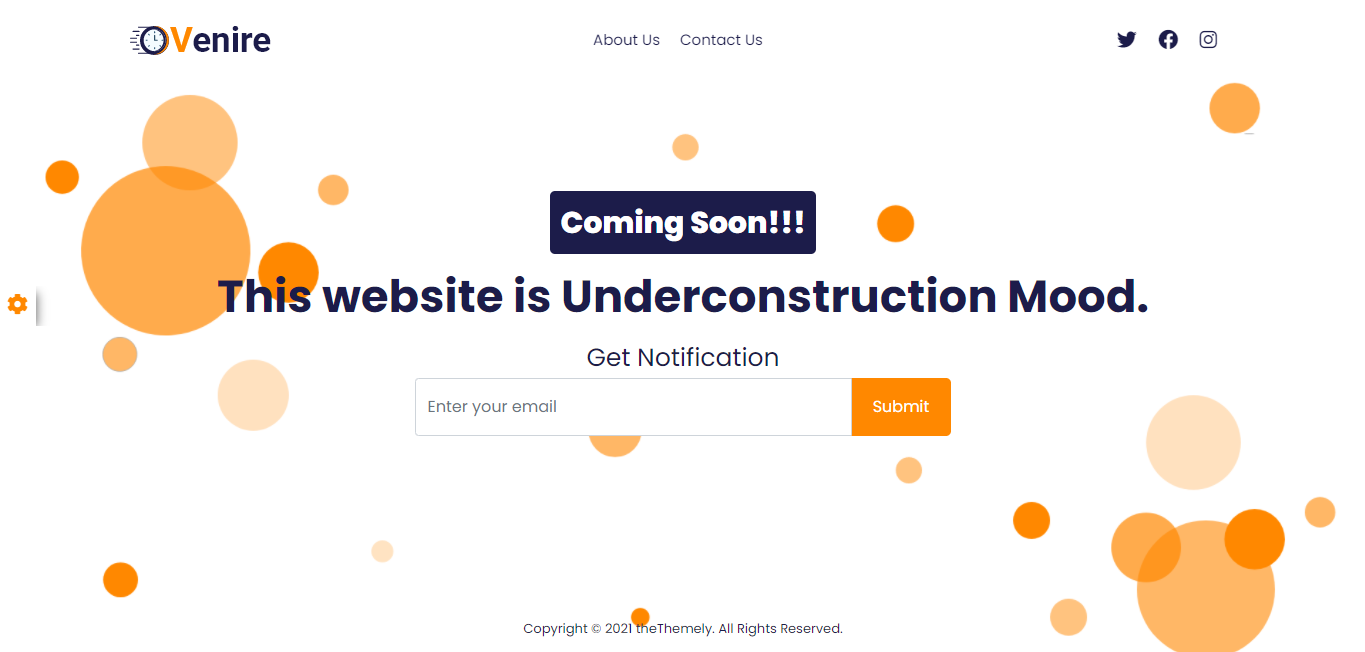 Venire
About Us Contact Us
Coming Soon!!!
This website is Underconstruction Mood.
Get Notification
Enter your email Submit
Copyright © 2021 theThemely. All Rights Reserved.